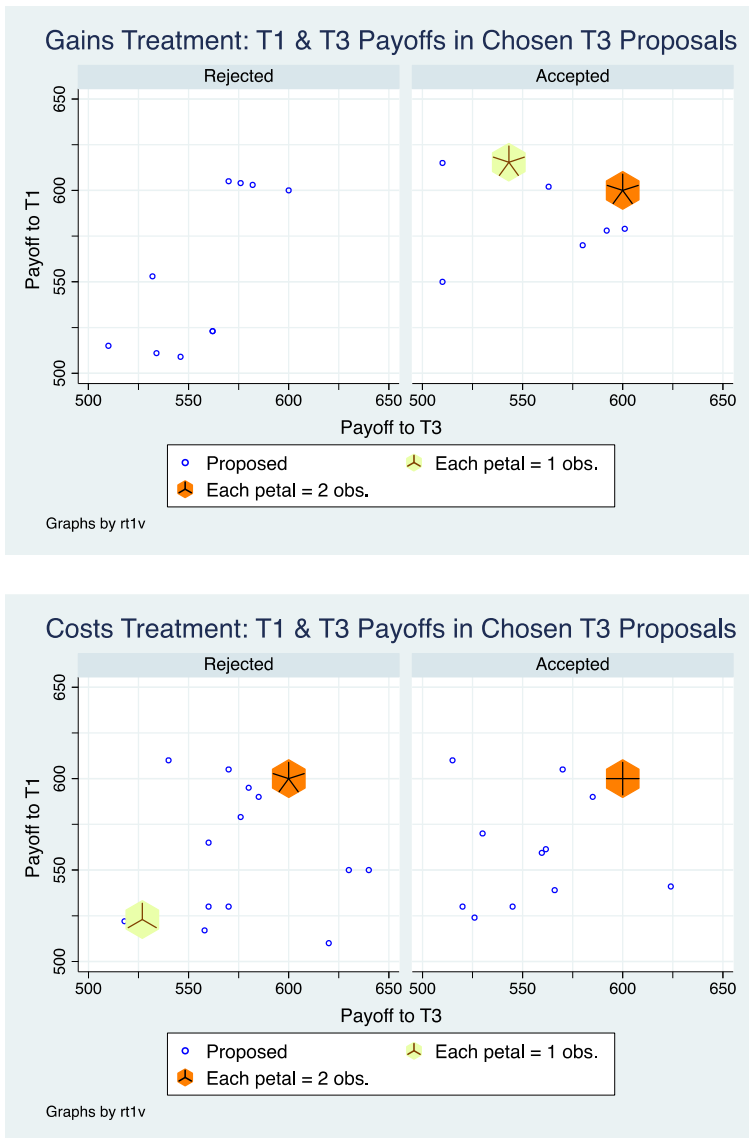 Gains Treatment: T1 & T3 Payoffs in Chosen T3 Proposals
Rejected Accepted
Payoff to T1
650
600
550
500
500 550 600 650 500 550 600 650
Payoff to T3
Proposed Each petal = 1 obs.
Each petal = 2 obs.
Graphs by rt1v
Costs Treatment: T1 & T3 Payoffs in Chosen T3 Proposals
Rejected Accepted
Payoff to T1
650
600
550
500
500 550 600 650 500 550 600 650
Payoff to T3
Proposed Each petal = 1 obs.
Each petal = 2 obs.
Graphs by rt1v